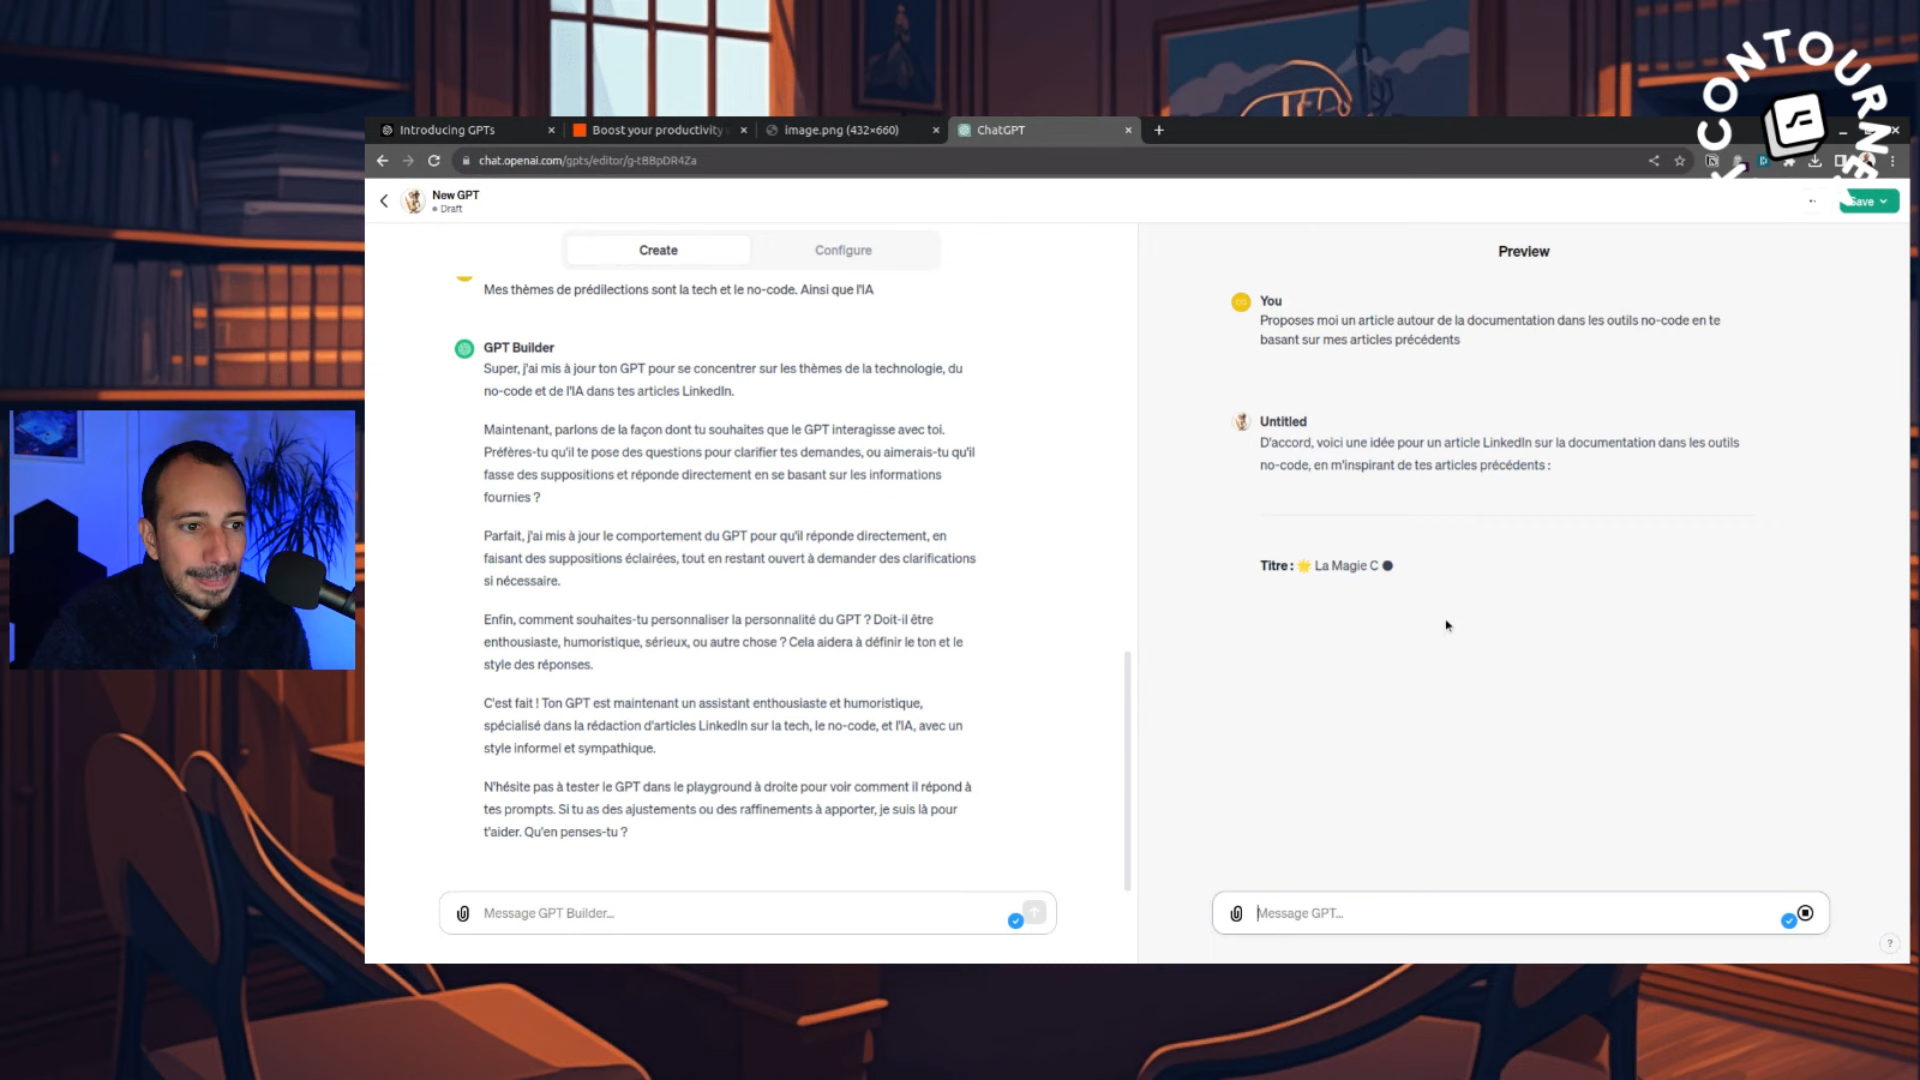 CONTOURNE
Introducing GPTs
Boost your productivity
image.png (432×660)
ChatGPT
chat.openai.com/gpts/editor/g-tBBpDR4Za
New GPT
Draft
Save
Create
Configure
Preview
Mes thèmes de prédilections sont la tech et le no-code. Ainsi que l'IA
GPT Builder
Super, j'ai mis à jour ton GPT pour se concentrer sur les thèmes de la technologie, du
no-code et de l'IA dans tes articles LinkedIn.
Maintenant, parlons de la façon dont tu souhaites que le GPT interagisse avec toi.
Préfères-tu qu'il te pose des questions pour clarifier tes demandes, ou aimerais-tu qu'il
fasse des suppositions et réponde directement en se basant sur les informations
fournies ?
Parfait, j'ai mis à jour le comportement du GPT pour qu'il réponde directement, en
faisant des suppositions éclairées, tout en restant ouvert à demander des clarifications
si nécessaire.
Enfin, comment souhaites-tu personnaliser la personnalité du GPT ? Doit-il être
enthousiaste, humoristique, sérieux, ou autre chose ? Cela aidera à définir le ton et le
style des réponses.
C'est fait ! Ton GPT est maintenant un assistant enthousiaste et humoristique,
spécialisé dans la rédaction d'articles LinkedIn sur la tech, le no-code, et l'IA, avec un
style informel et sympathique.
N'hésite pas à tester le GPT dans le playground à droite pour voir comment il répond à
tes prompts. Si tu as des ajustements ou des raffinements à apporter, je suis là pour
t'aider. Qu'en penses-tu ?
Message GPT Builder...
You
Proposes moi un article autour de la documentation dans les outils no-code en te
basant sur mes articles précédents
Untitled
D'accord, voici une idée pour un article LinkedIn sur la documentation dans les outils
no-code, en m'inspirant de tes articles précédents :
Titre : 🌟 La Magie C
Message GPT...
?